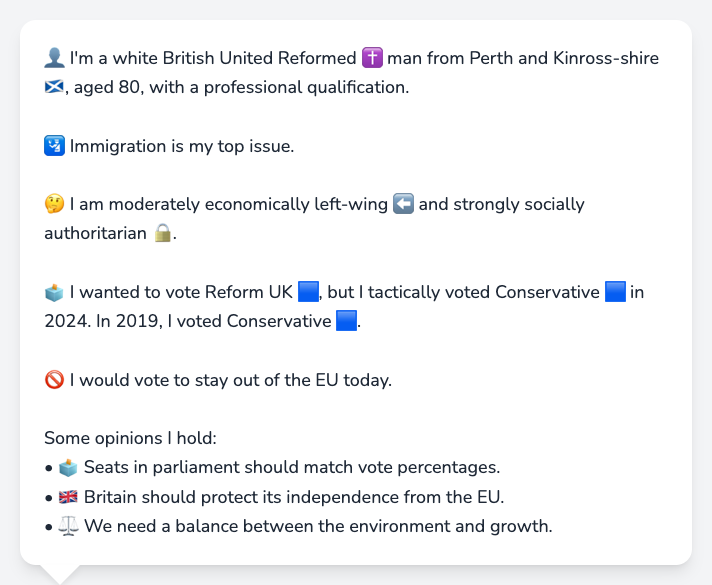 👤 I'm a white British United Reformed ✝️ man from Perth and Kinross-shire
🏴󠁧󠁢󠁳󠁣󠁴󠁿, aged 80, with a professional qualification.
🛂 Immigration is my top issue.
🤔 I am moderately economically left-wing ⬅️ and strongly socially
authoritarian 🔒.
🗳️ I wanted to vote Reform UK 🟦, but I tactically voted Conservative 🟦 in
2024. In 2019, I voted Conservative 🟦.
🚫 I would vote to stay out of the EU today.
Some opinions I hold:
• 🗳️ Seats in parliament should match vote percentages.
• 🇬🇧 Britain should protect its independence from the EU.
• ⚖️ We need a balance between the environment and growth.